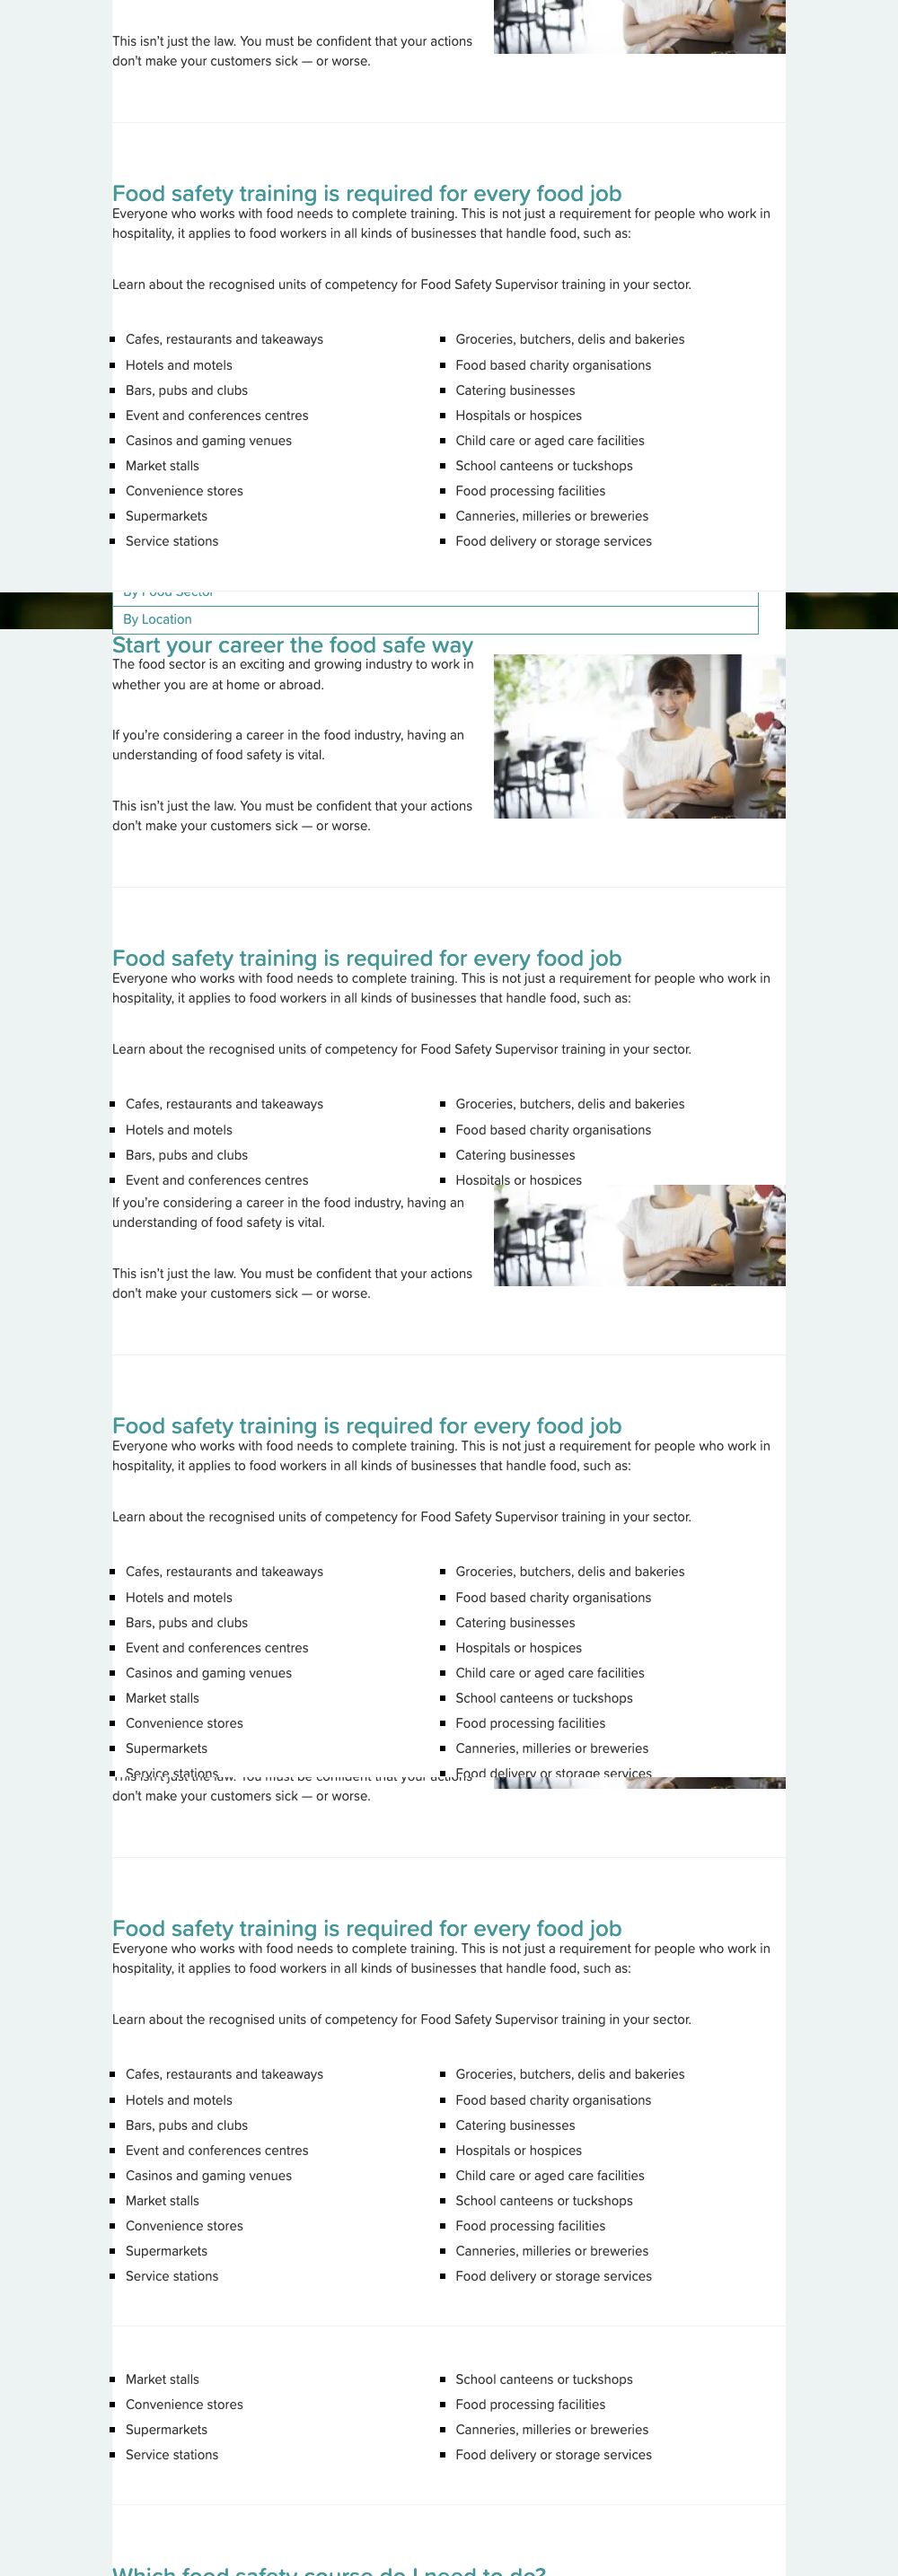 This isn't just the law. You must be confident that your actions
don't make your customers sick — or worse.
Food safety training is required for every food job
Everyone who works with food needs to complete training. This is not just a requirement for people who work in
hospitality, it applies to food workers in all kinds of businesses that handle food, such as:
Learn about the recognised units of competency for Food Safety Supervisor training in your sector.
Cafes, restaurants and takeaways
Hotels and motels
Bars, pubs and clubs
Event and conferences centres
Casinos and gaming venues
Market stalls
Convenience stores
Supermarkets
Service stations
Groceries, butchers, delis and bakeries
Food based charity organisations
Catering businesses
Hospitals or hospices
Child care or aged care facilities
School canteens or tuckshops
Food processing facilities
Canneries, milleries or breweries
Food delivery or storage services
By Food Sector
By Location
Start your career the food safe way
The food sector is an exciting and growing industry to work in
whether you are at home or abroad.
If you're considering a career in the food industry, having an
understanding of food safety is vital.
This isn't just the law. You must be confident that your actions
don't make your customers sick — or worse.
Food safety training is required for every food job
Everyone who works with food needs to complete training. This is not just a requirement for people who work in
hospitality, it applies to food workers in all kinds of businesses that handle food, such as:
Learn about the recognised units of competency for Food Safety Supervisor training in your sector.
Cafes, restaurants and takeaways
Hotels and motels
Bars, pubs and clubs
Event and conferences centres
Groceries, butchers, delis and bakeries
Food based charity organisations
Catering businesses
Hospitals or hospices
If you're considering a career in the food industry, having an
understanding of food safety is vital.
This isn't just the law. You must be confident that your actions
don't make your customers sick — or worse.
Food safety training is required for every food job
Everyone who works with food needs to complete training. This is not just a requirement for people who work in
hospitality, it applies to food workers in all kinds of businesses that handle food, such as:
Learn about the recognised units of competency for Food Safety Supervisor training in your sector.
Cafes, restaurants and takeaways
Hotels and motels
Bars, pubs and clubs
Event and conferences centres
Casinos and gaming venues
Market stalls
Convenience stores
Supermarkets
Service stations
Groceries, butchers, delis and bakeries
Food based charity organisations
Catering businesses
Hospitals or hospices
Child care or aged care facilities
School canteens or tuckshops
Food processing facilities
Canneries, milleries or breweries
Food delivery or storage services
This isn't just the law. You must be confident that your actions
don't make your customers sick — or worse.
Food safety training is required for every food job
Everyone who works with food needs to complete training. This is not just a requirement for people who work in
hospitality, it applies to food workers in all kinds of businesses that handle food, such as:
Learn about the recognised units of competency for Food Safety Supervisor training in your sector.
Cafes, restaurants and takeaways
Hotels and motels
Bars, pubs and clubs
Event and conferences centres
Casinos and gaming venues
Market stalls
Convenience stores
Supermarkets
Service stations
Groceries, butchers, delis and bakeries
Food based charity organisations
Catering businesses
Hospitals or hospices
Child care or aged care facilities
School canteens or tuckshops
Food processing facilities
Canneries, milleries or breweries
Food delivery or storage services
Market stalls
Convenience stores
Supermarkets
Service stations
School canteens or tuckshops
Food processing facilities
Canneries, milleries or breweries
Food delivery or storage services
Which food safety course do I need to do?